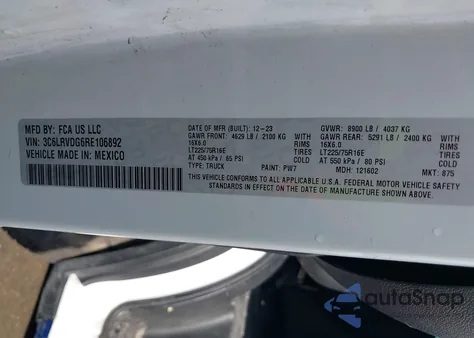 MFD BY: FCA US LLC
VIN: 3C6LRVDG6RE106892
VEHICLE MADE IN: MEXICO
DATE OF MFR (BUILT): 12-23
GAWR FRONT: 4629 LB / 2100 KG
16X6.0 RIMS
LT225/75R16E TIRES
AT 450 kPa / 65 PSI
TYPE: TRUCK PAINT: PW7
GVWR: 8900 LB / 4037 KG
GAWR REAR: 5291 LB / 2400 KG
16X6.0 RIMS
LT225/75R16E TIRES
AT 550 kPa / 80 PSI
MDH: 121602 MKT: 875
THIS VEHICLE CONFORMS TO ALL APPLICABLE U.S.A. FEDERAL MOTOR VEHICLE SAFETY
STANDARDS IN EFFECT ON THE DATE OF MANUFACTURE SHOWN ABOVE.
autoSnap